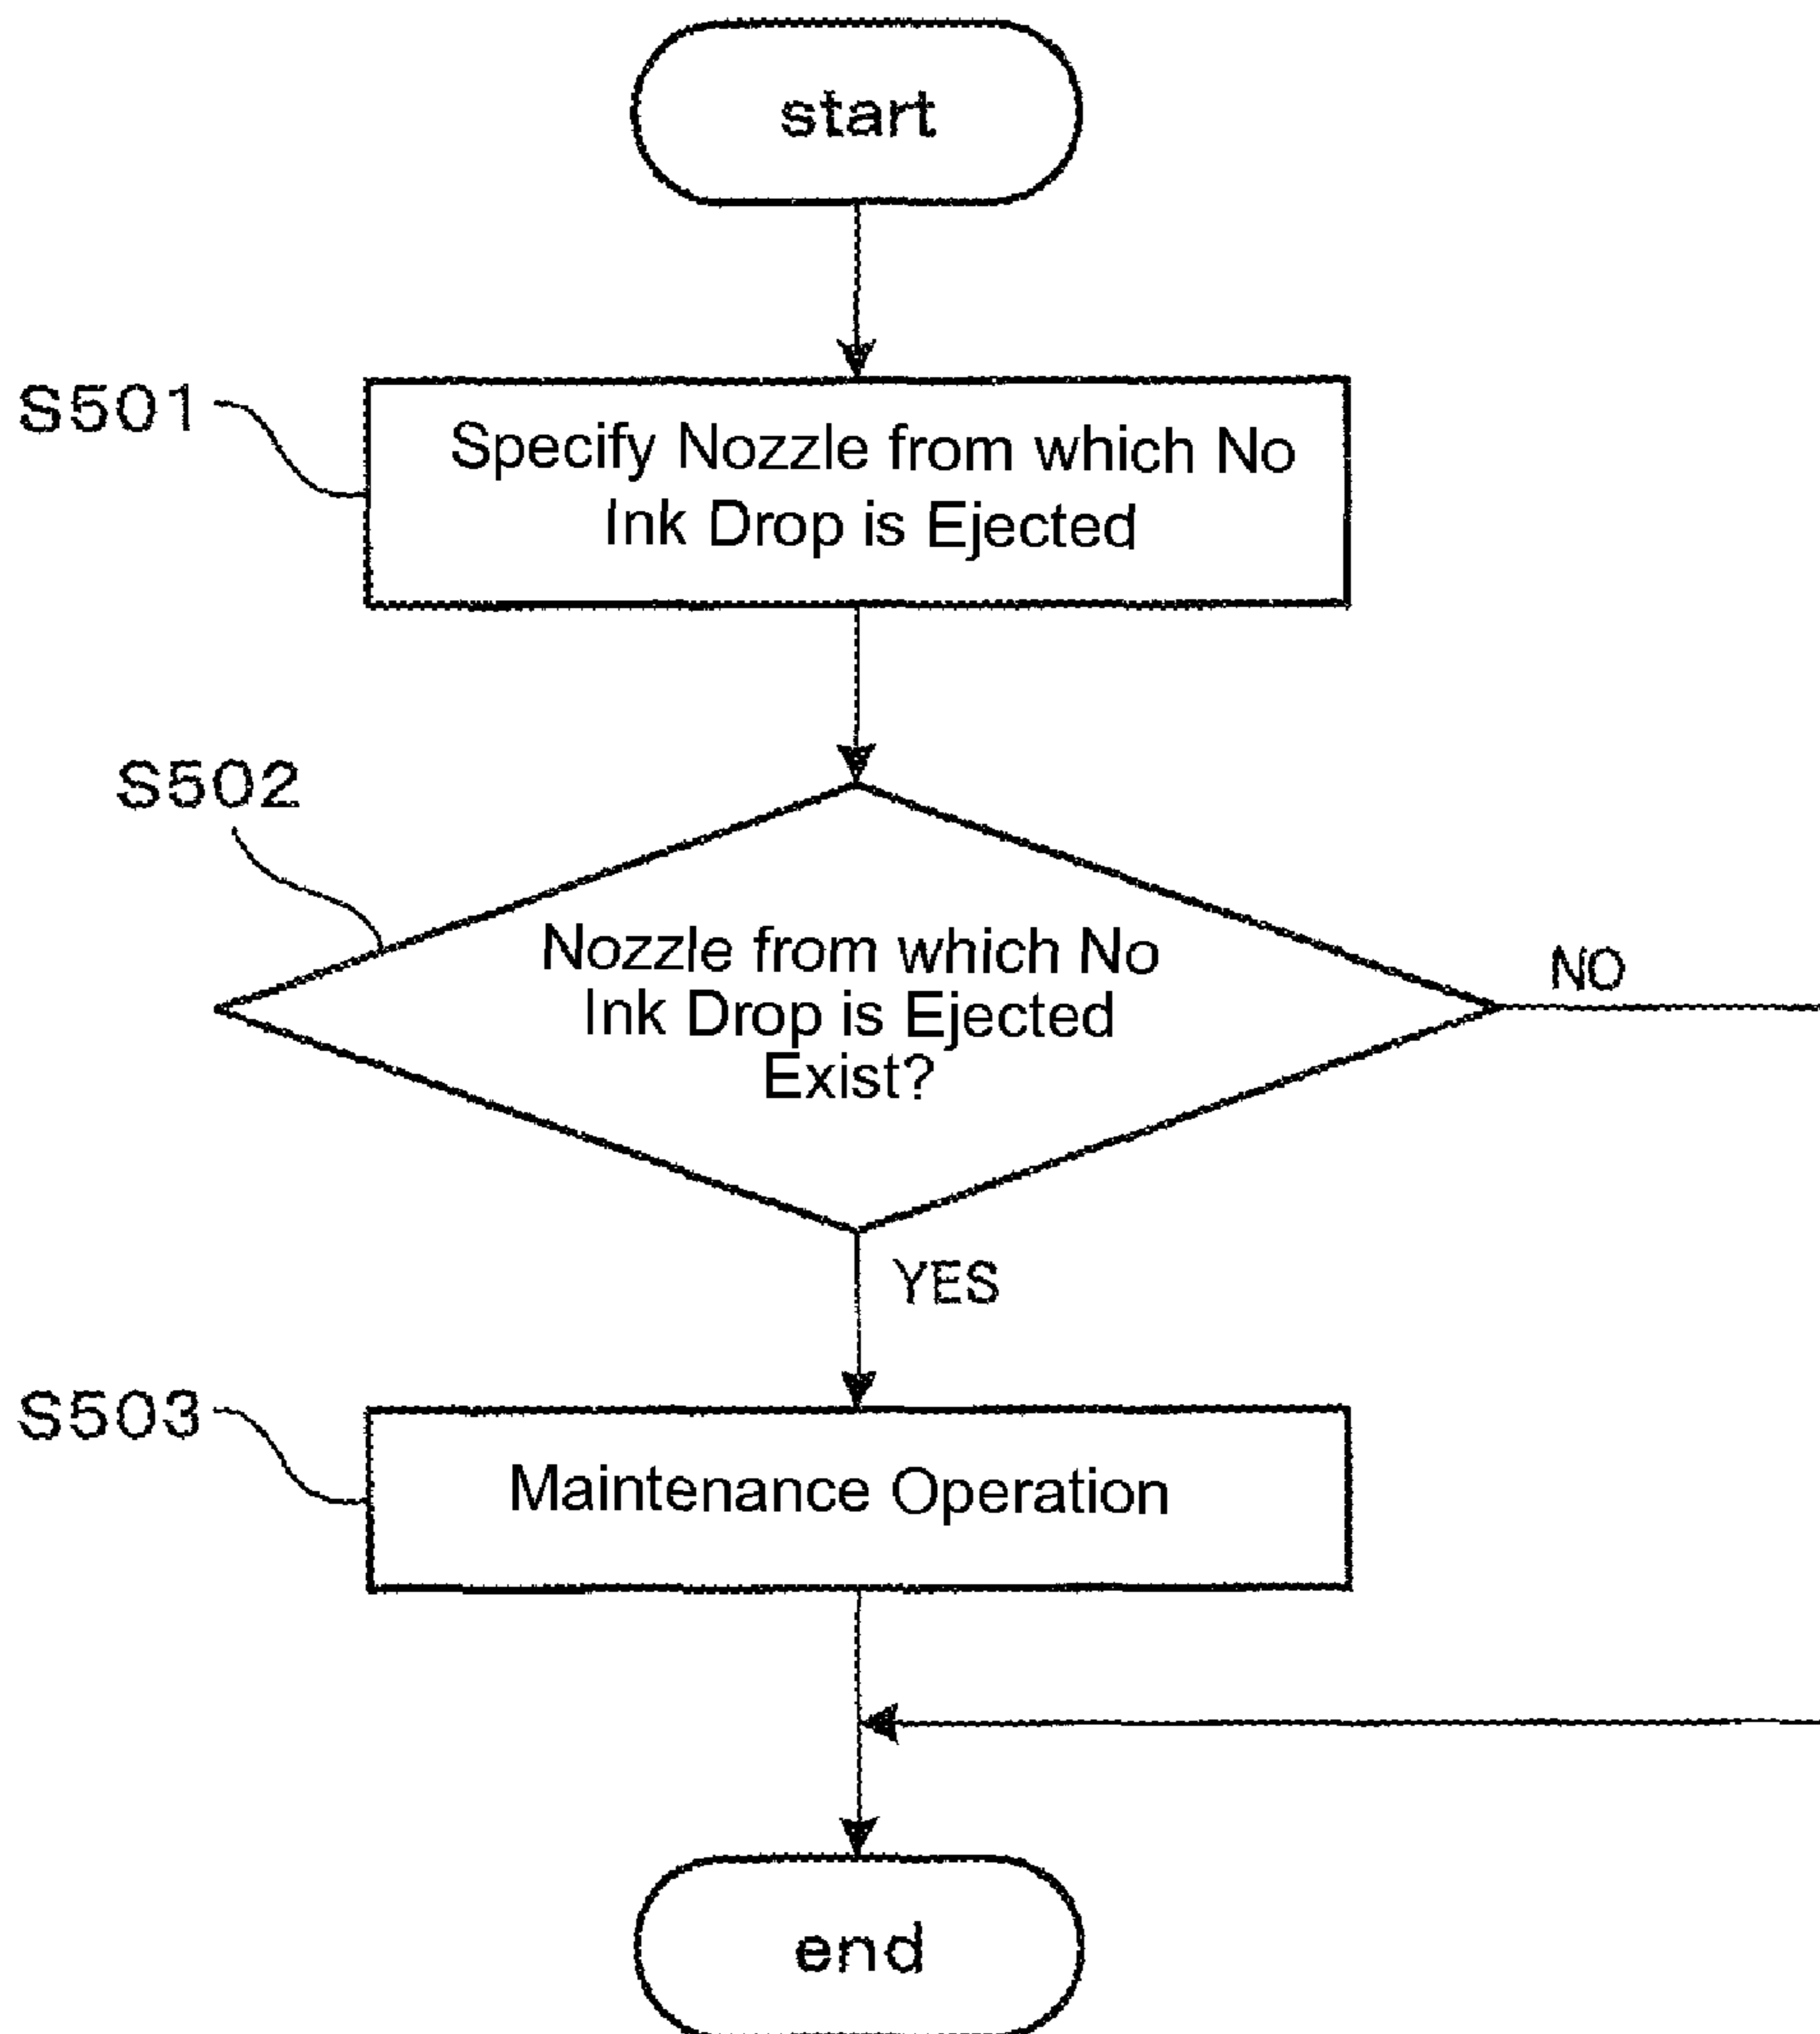 start
S501
Specify Nozzle from which No
Ink Drop is Ejected
S502
Nozzle from which No
Ink Drop is Ejected
Exist?
NO
YES
S503
Maintenance Operation
end